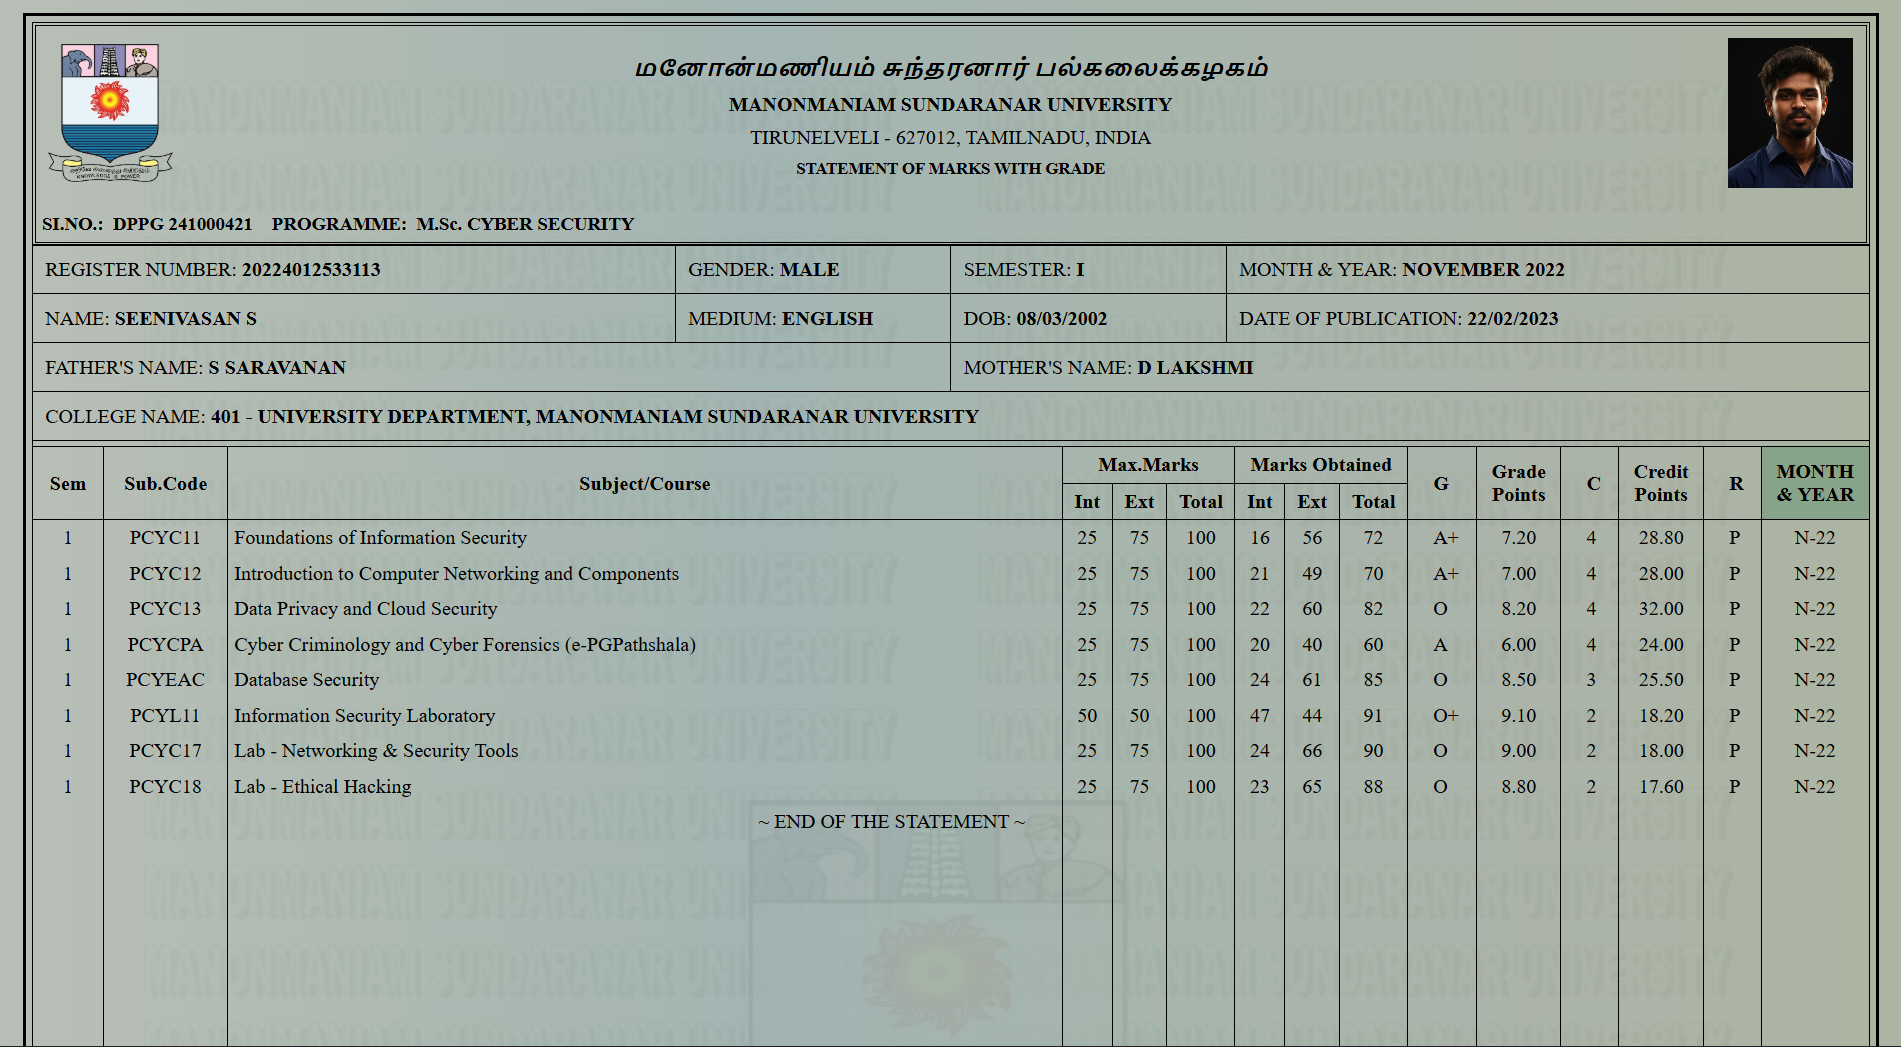 மனோன்மணியம் சுந்தரனார் பல்கலைக்கழகம்
MANONMANIAM SUNDARANAR UNIVERSITY
TIRUNELVELI - 627012, TAMILNADU, INDIA
STATEMENT OF MARKS WITH GRADE
KNOWLEDGE IS POWER
SI.NO.: DPPG 241000421 PROGRAMME: M.Sc. CYBER SECURITY
REGISTER NUMBER: 20224012533113 GENDER: MALE SEMESTER: I MONTH & YEAR: NOVEMBER 2022
NAME: SEENIVASAN S MEDIUM: ENGLISH DOB: 08/03/2002 DATE OF PUBLICATION: 22/02/2023
FATHER'S NAME: S SARAVANAN MOTHER'S NAME: D LAKSHMI
COLLEGE NAME: 401 - UNIVERSITY DEPARTMENT, MANONMANIAM SUNDARANAR UNIVERSITY
Sem Sub.Code Subject/Course Max.Marks Marks Obtained G Grade Points C Credit Points R MONTH & YEAR
Int Ext Total Int Ext Total
1 PCYC11 Foundations of Information Security 25 75 100 16 56 72 A+ 7.20 4 28.80 P N-22
1 PCYC12 Introduction to Computer Networking and Components 25 75 100 21 49 70 A+ 7.00 4 28.00 P N-22
1 PCYC13 Data Privacy and Cloud Security 25 75 100 22 60 82 O 8.20 4 32.00 P N-22
1 PCYCPA Cyber Criminology and Cyber Forensics (e-PGPathshala) 25 75 100 20 40 60 A 6.00 4 24.00 P N-22
1 PCYEAC Database Security 25 75 100 24 61 85 O 8.50 3 25.50 P N-22
1 PCYL11 Information Security Laboratory 50 50 100 47 44 91 O+ 9.10 2 18.20 P N-22
1 PCYC17 Lab - Networking & Security Tools 25 75 100 24 66 90 O 9.00 2 18.00 P N-22
1 PCYC18 Lab - Ethical Hacking 25 75 100 23 65 88 O 8.80 2 17.60 P N-22
~ END OF THE STATEMENT ~